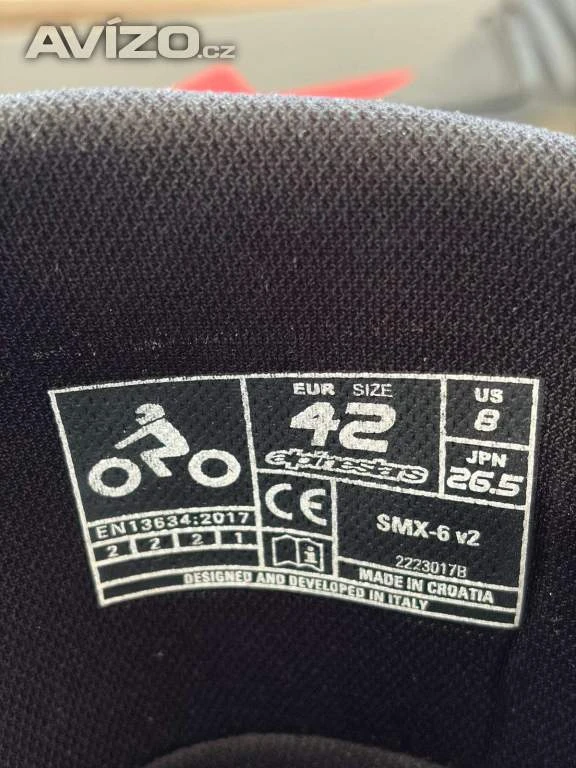 AVÍZO.cz
EUR SIZE
42
alpinestars
US
8
JPN
26.5
EN13634:2017
2 2 2 1
CE
i
SMX-6 v2
2223017B
MADE IN CROATIA
DESIGNED AND DEVELOPED IN ITALY